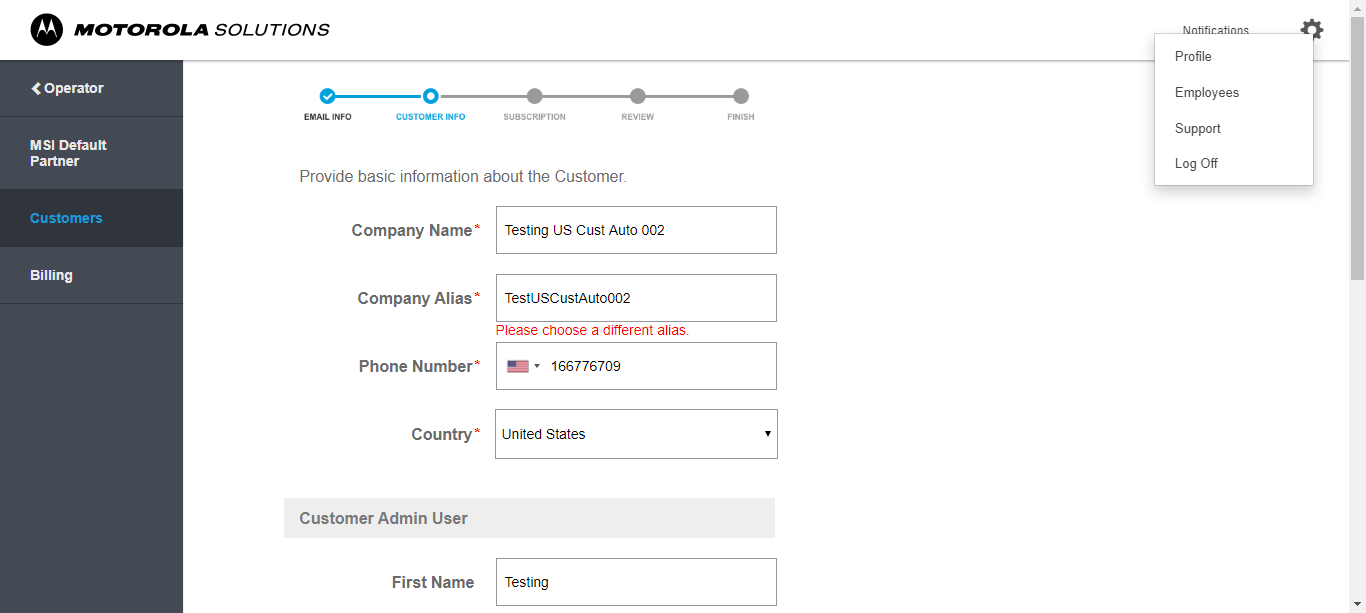 MOTOROLA SOLUTIONS
Notifications
Profile
Employees
Support
Log Off
Operator
MSI Default
Partner
Customers
Billing
EMAIL INFO
CUSTOMER INFO
SUBSCRIPTION
REVIEW
FINISH
Provide basic information about the Customer.
Company Name* Testing US Cust Auto 002
Company Alias* TestUSCustAuto002
Please choose a different alias.
Phone Number* 166776709
Country* United States
Customer Admin User
First Name Testing